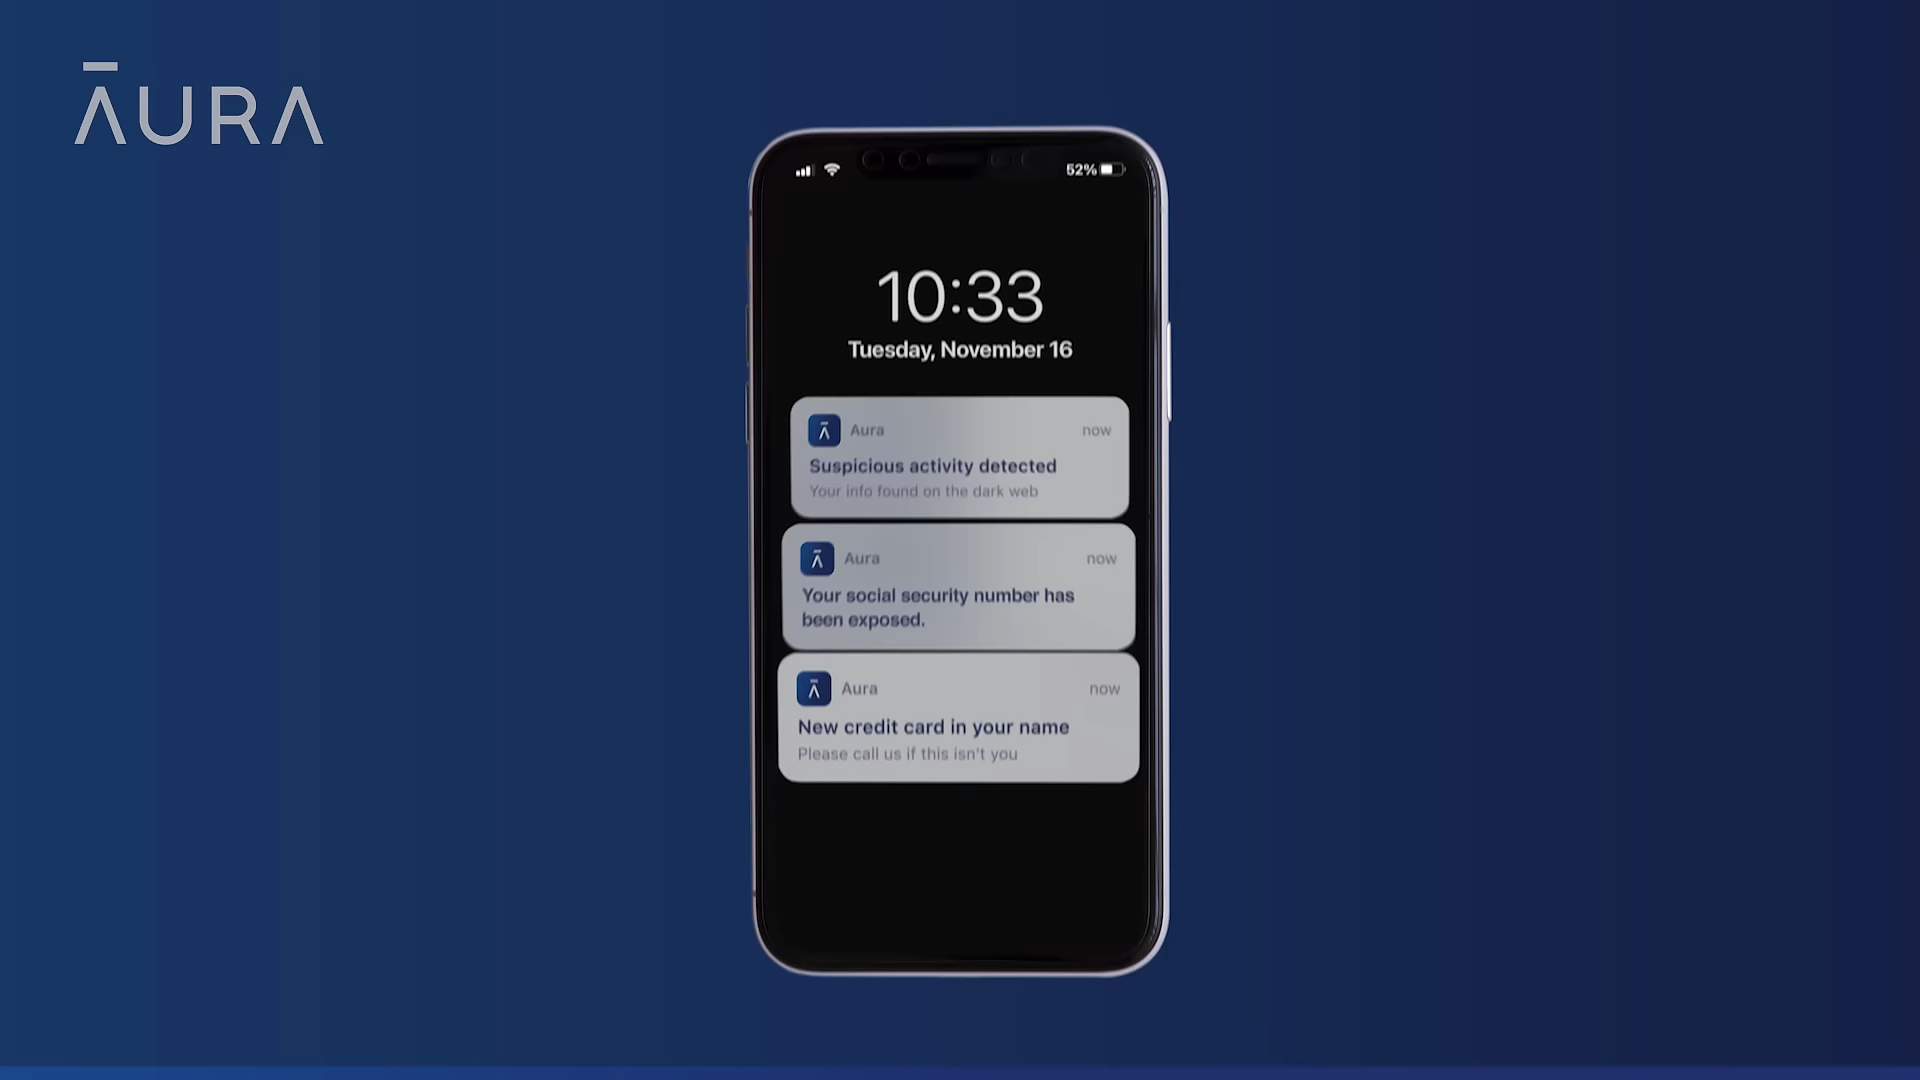 ĀURA
52%
10:33
Tuesday, November 16
Aura now
Suspicious activity detected
Your info found on the dark web
Aura now
Your social security number has
been exposed.
Aura now
New credit card in your name
Please call us if this isn't you